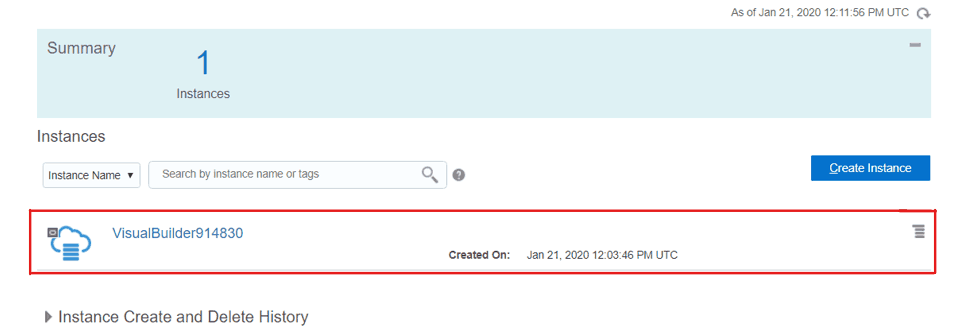 As of Jan 21, 2020 12:11:56 PM UTC
Summary
1
Instances
Instances
Instance Name
Search by instance name or tags
?
Create Instance
VisualBuilder914830
Created On: Jan 21, 2020 12:03:46 PM UTC
Instance Create and Delete History